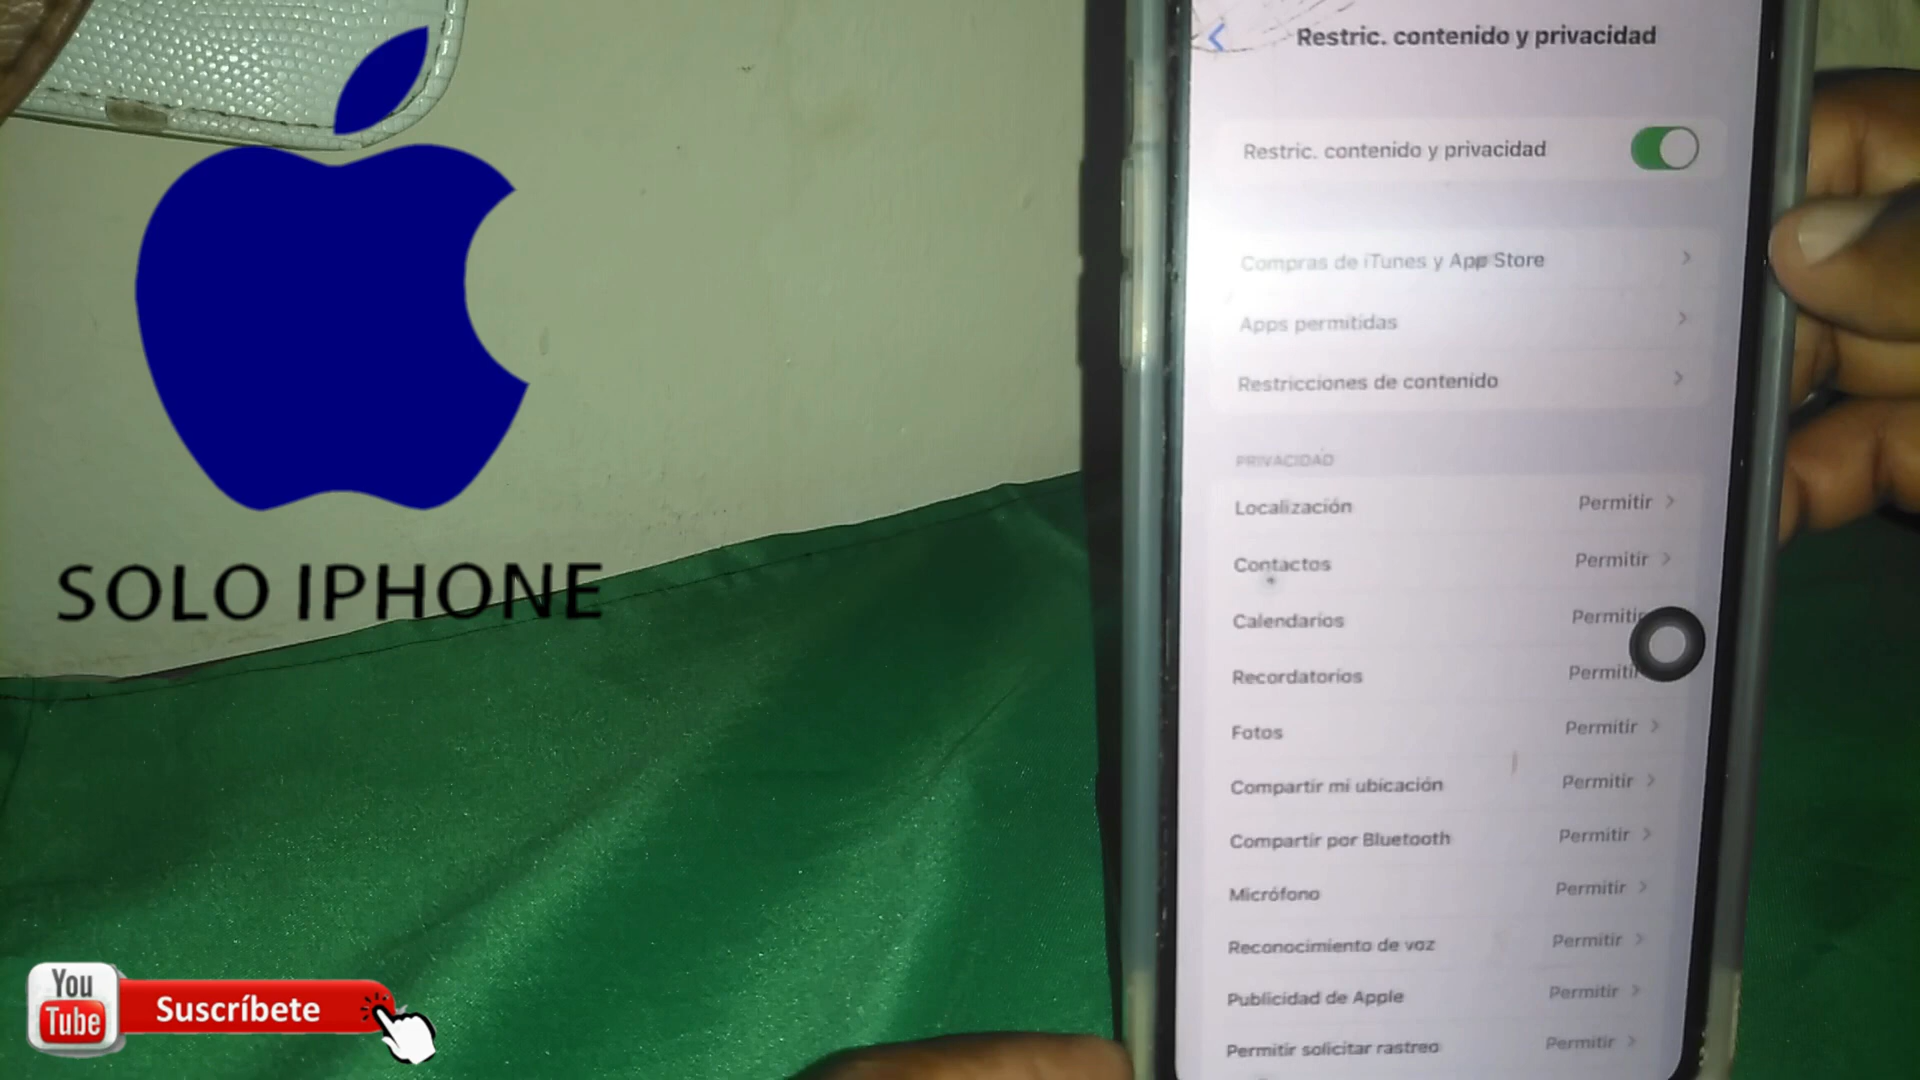 SOLO IPHONE
You
Tube
Suscríbete
Restric. contenido y privacidad
Restric. contenido y privacidad
Compras de iTunes y App Store
Apps permitidas
Restricciones de contenido
PRIVACIDAD
Localización Permitir
Contactos Permitir
Calendarios Permitir
Recordatorios Permitir
Fotos Permitir
Compartir mi ubicación Permitir
Compartir por Bluetooth Permitir
Micrófono Permitir
Reconocimiento de voz Permitir
Publicidad de Apple Permitir
Permitir solicitar rastreo Permitir